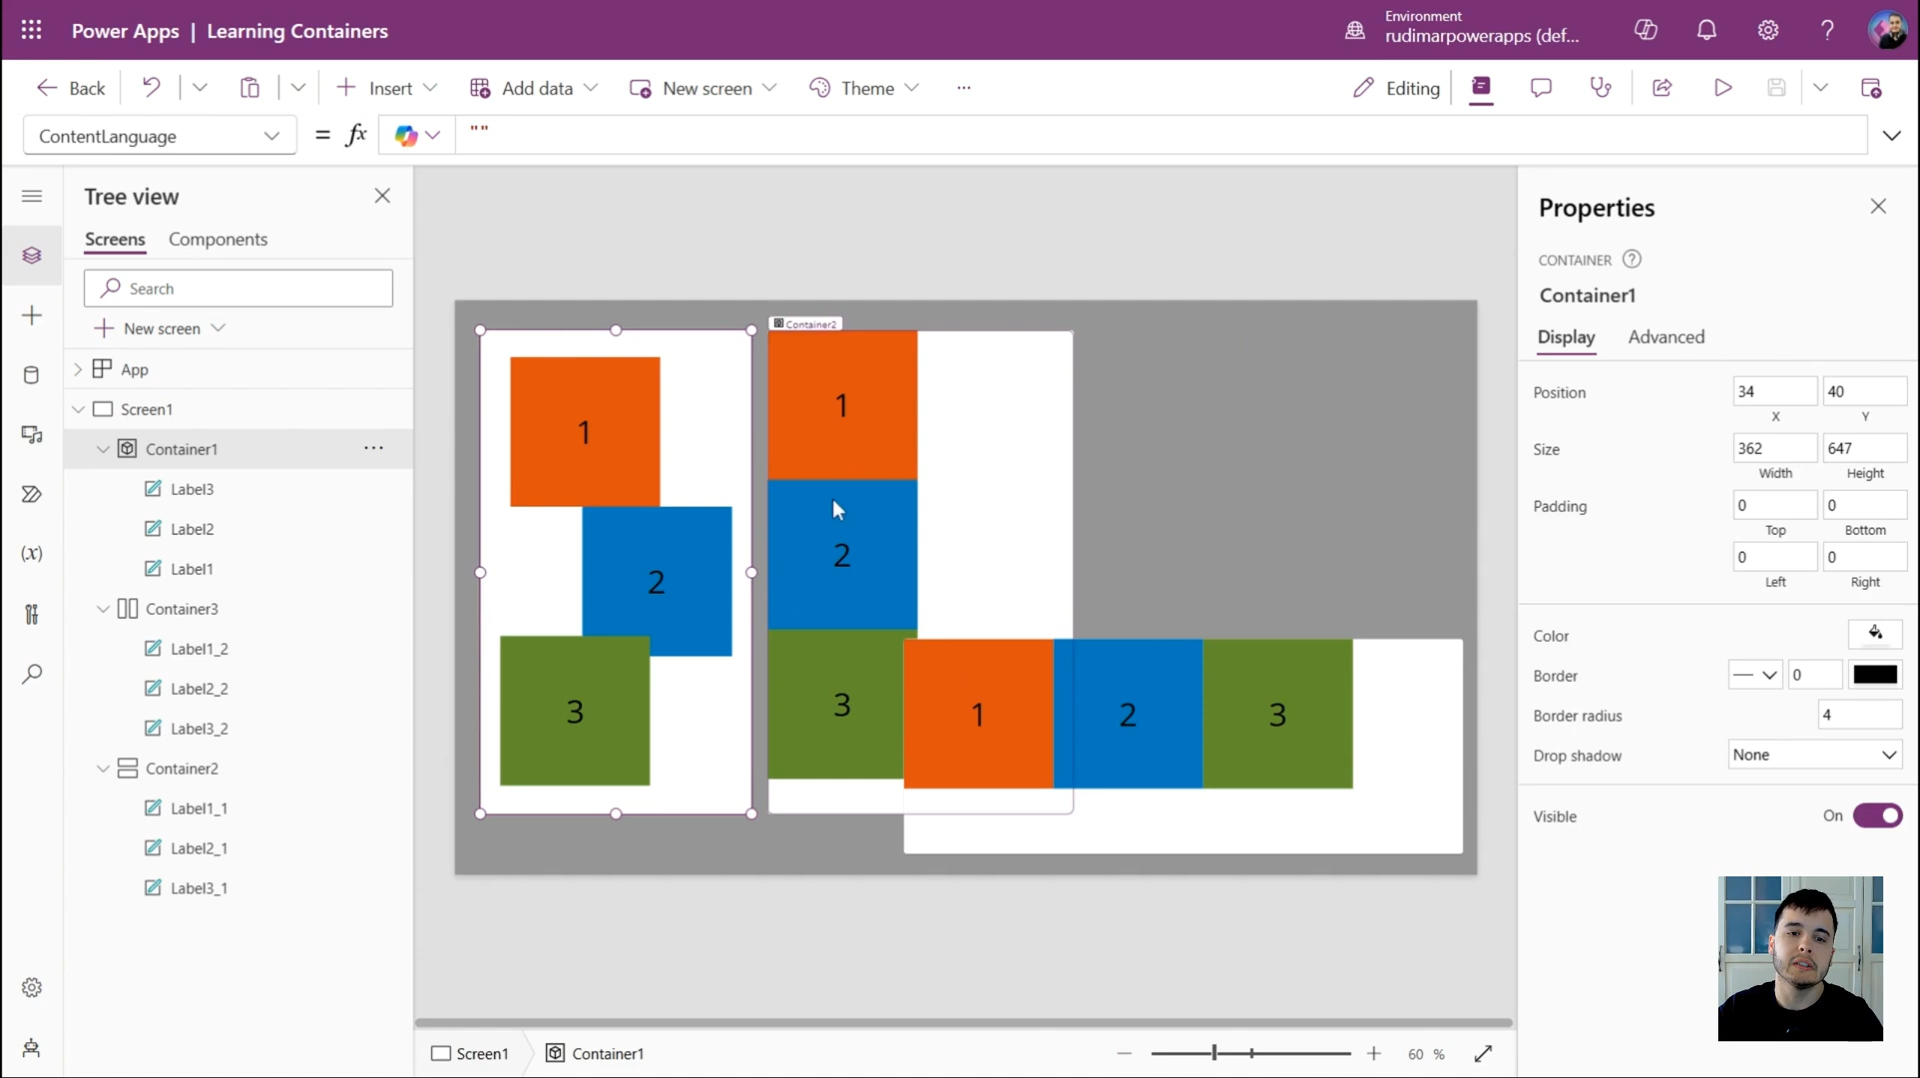 Power Apps | Learning Containers
Environment
rudimarpowerapps (def...
Back
Insert
Add data
New screen
Theme
...
Editing
ContentLanguage
= fx
""
Tree view
Screens
Components
Search
New screen
App
Screen1
Container1
...
Label3
Label2
Label1
Container3
Label1_2
Label2_2
Label3_2
Container2
Label1_1
Label2_1
Label3_1
(x)
Container2
1
2
3
1
2
3
1
2
3
Properties
CONTAINER
Container1
Display
Advanced
Position
34
40
X
Y
Size
362
647
Width
Height
Padding
0
0
Top
Bottom
0
0
Left
Right
Color
Border
0
Border radius
4
Drop shadow
None
Visible
On
Screen1
Container1
60 %